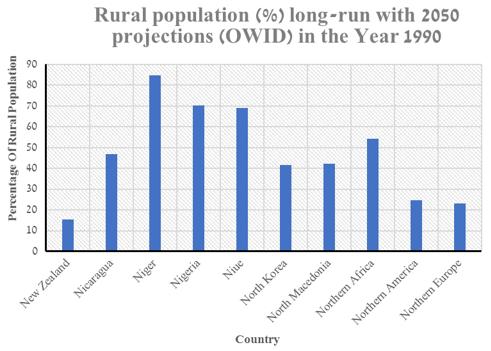 Rural population (%) long-run with 2050
projections (OWID) in the Year 1990
Percentage Of Rural Population
90
80
70
60
50
40
30
20
10
0
New Zealand
Nicaragua
Niger
Nigeria
Niue
North Korea
North Macedonia
Northern Africa
Northern America
Northern Europe
Country